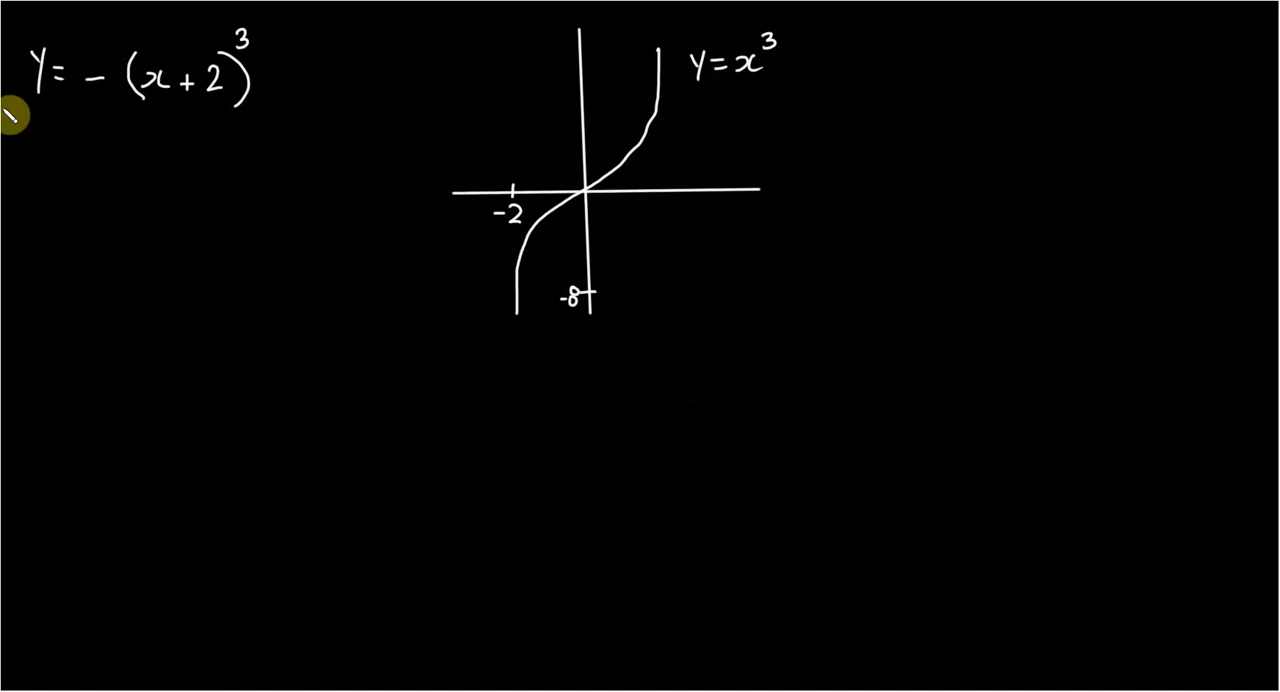 y = - (x + 2)³
y = x³
-2
-8